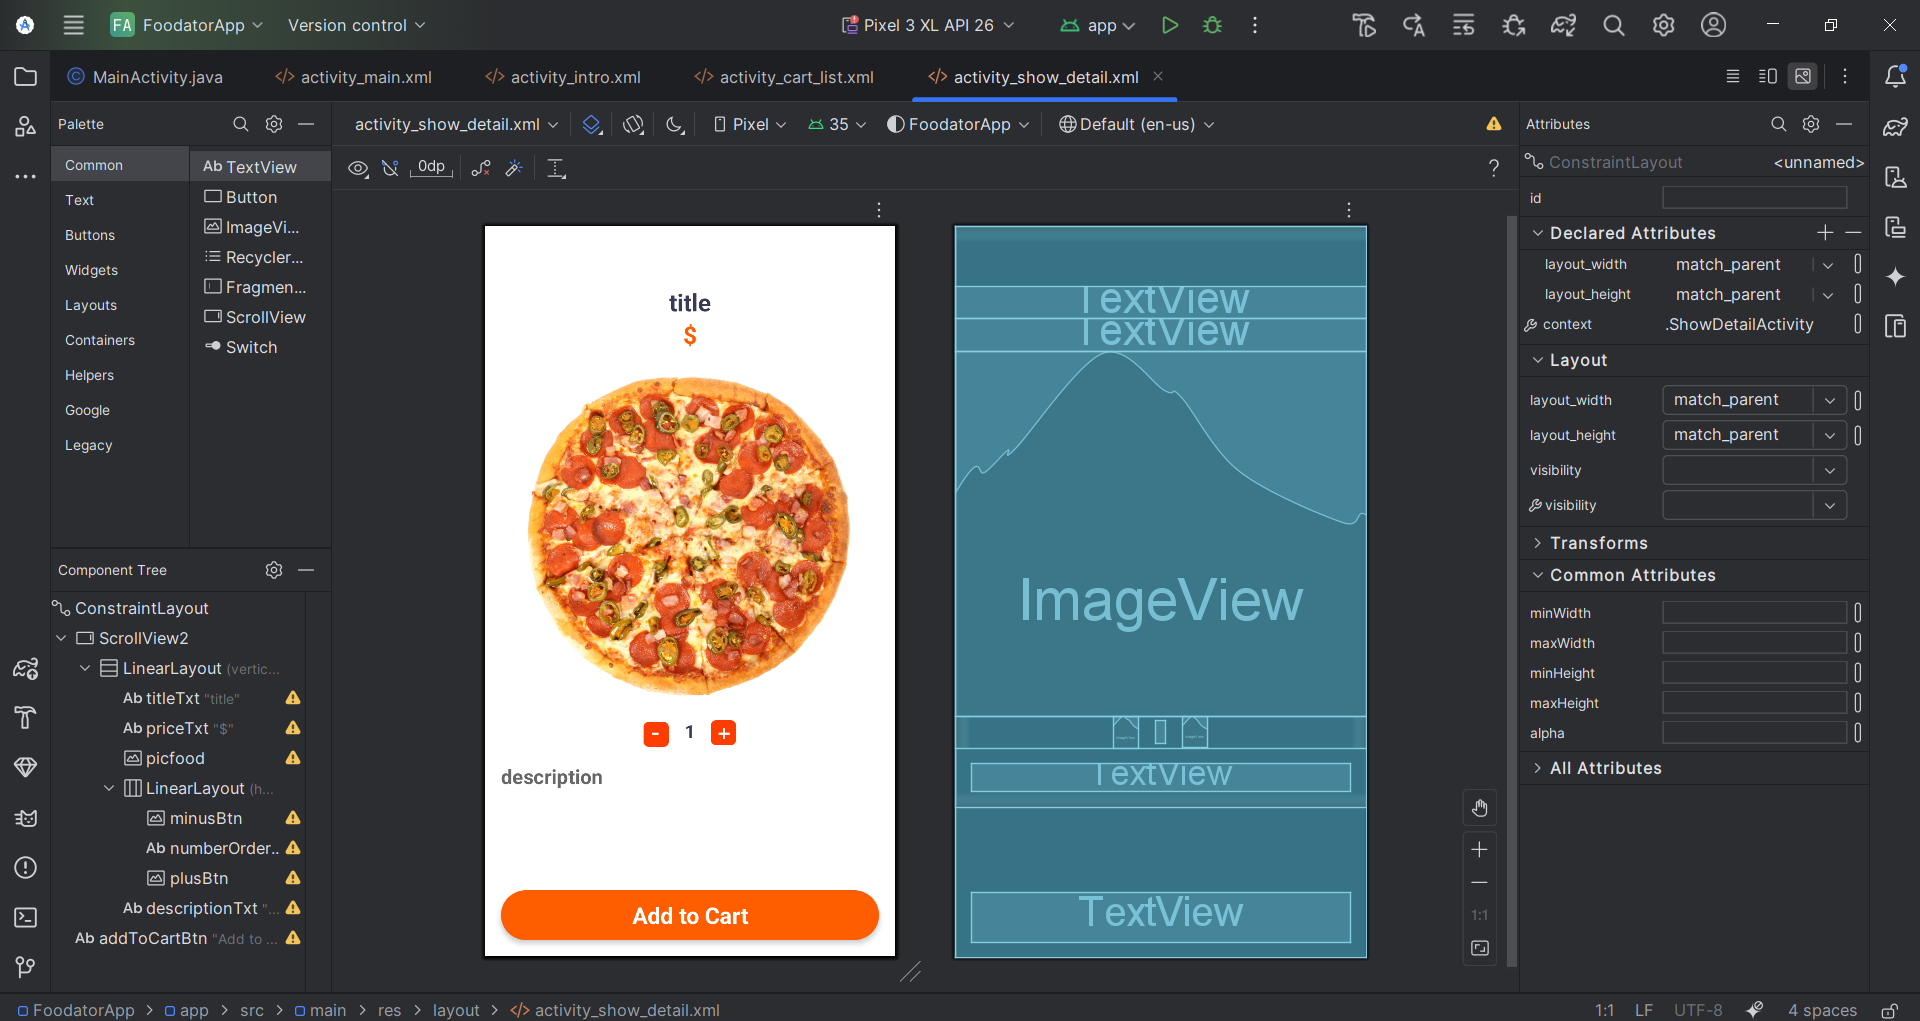 FA FoodatorApp Version control Pixel 3 XL API 26 app
MainActivity.java activity_main.xml activity_intro.xml activity_cart_list.xml activity_show_detail.xml
Palette
Common
Text
Buttons
Widgets
Layouts
Containers
Helpers
Google
Legacy
Ab TextView
Button
ImageVi...
Recycler...
Fragmen...
ScrollView
Switch
activity_show_detail.xml Pixel 35 FoodatorApp Default (en-us)
0dp ?
title
$
- 1 +
description
Add to Cart
TextView
TextView
ImageView
TextView
TextView
1:1
Component Tree
ConstraintLayout
ScrollView2
LinearLayout (vertic...
Ab titleTxt "title"
Ab priceTxt "$"
picfood
LinearLayout (h...
minusBtn
Ab numberOrder..
plusBtn
Ab descriptionTxt "...
Ab addToCartBtn "Add to ...
Attributes
ConstraintLayout <unnamed>
id
Declared Attributes
layout_width match_parent
layout_height match_parent
context .ShowDetailActivity
Layout
layout_width match_parent
layout_height match_parent
visibility
visibility
Transforms
Common Attributes
minWidth
maxWidth
minHeight
maxHeight
alpha
All Attributes
FoodatorApp > app > src > main > res > layout > activity_show_detail.xml
1:1 LF UTF-8 4 spaces